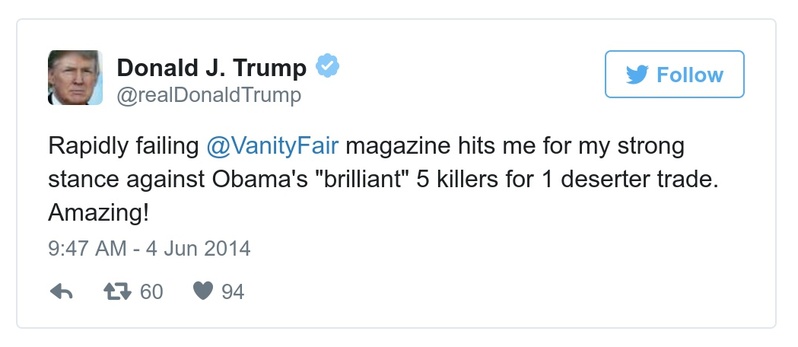 Donald J. Trump
@realDonaldTrump
Follow
Rapidly failing @VanityFair magazine hits me for my strong
stance against Obama's "brilliant" 5 killers for 1 deserter trade.
Amazing!
9:47 AM - 4 Jun 2014
60 94